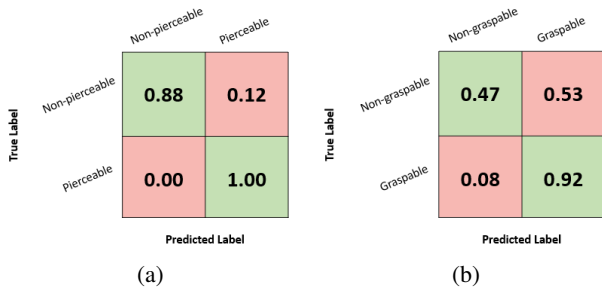 Non-pierceable
Pierceable
Non-pierceable
0.88
0.12
True Label
Pierceable
0.00
1.00
Predicted Label
(a)
Non-graspable
Graspable
Non-graspable
0.47
0.53
True Label
Graspable
0.08
0.92
Predicted Label
(b)